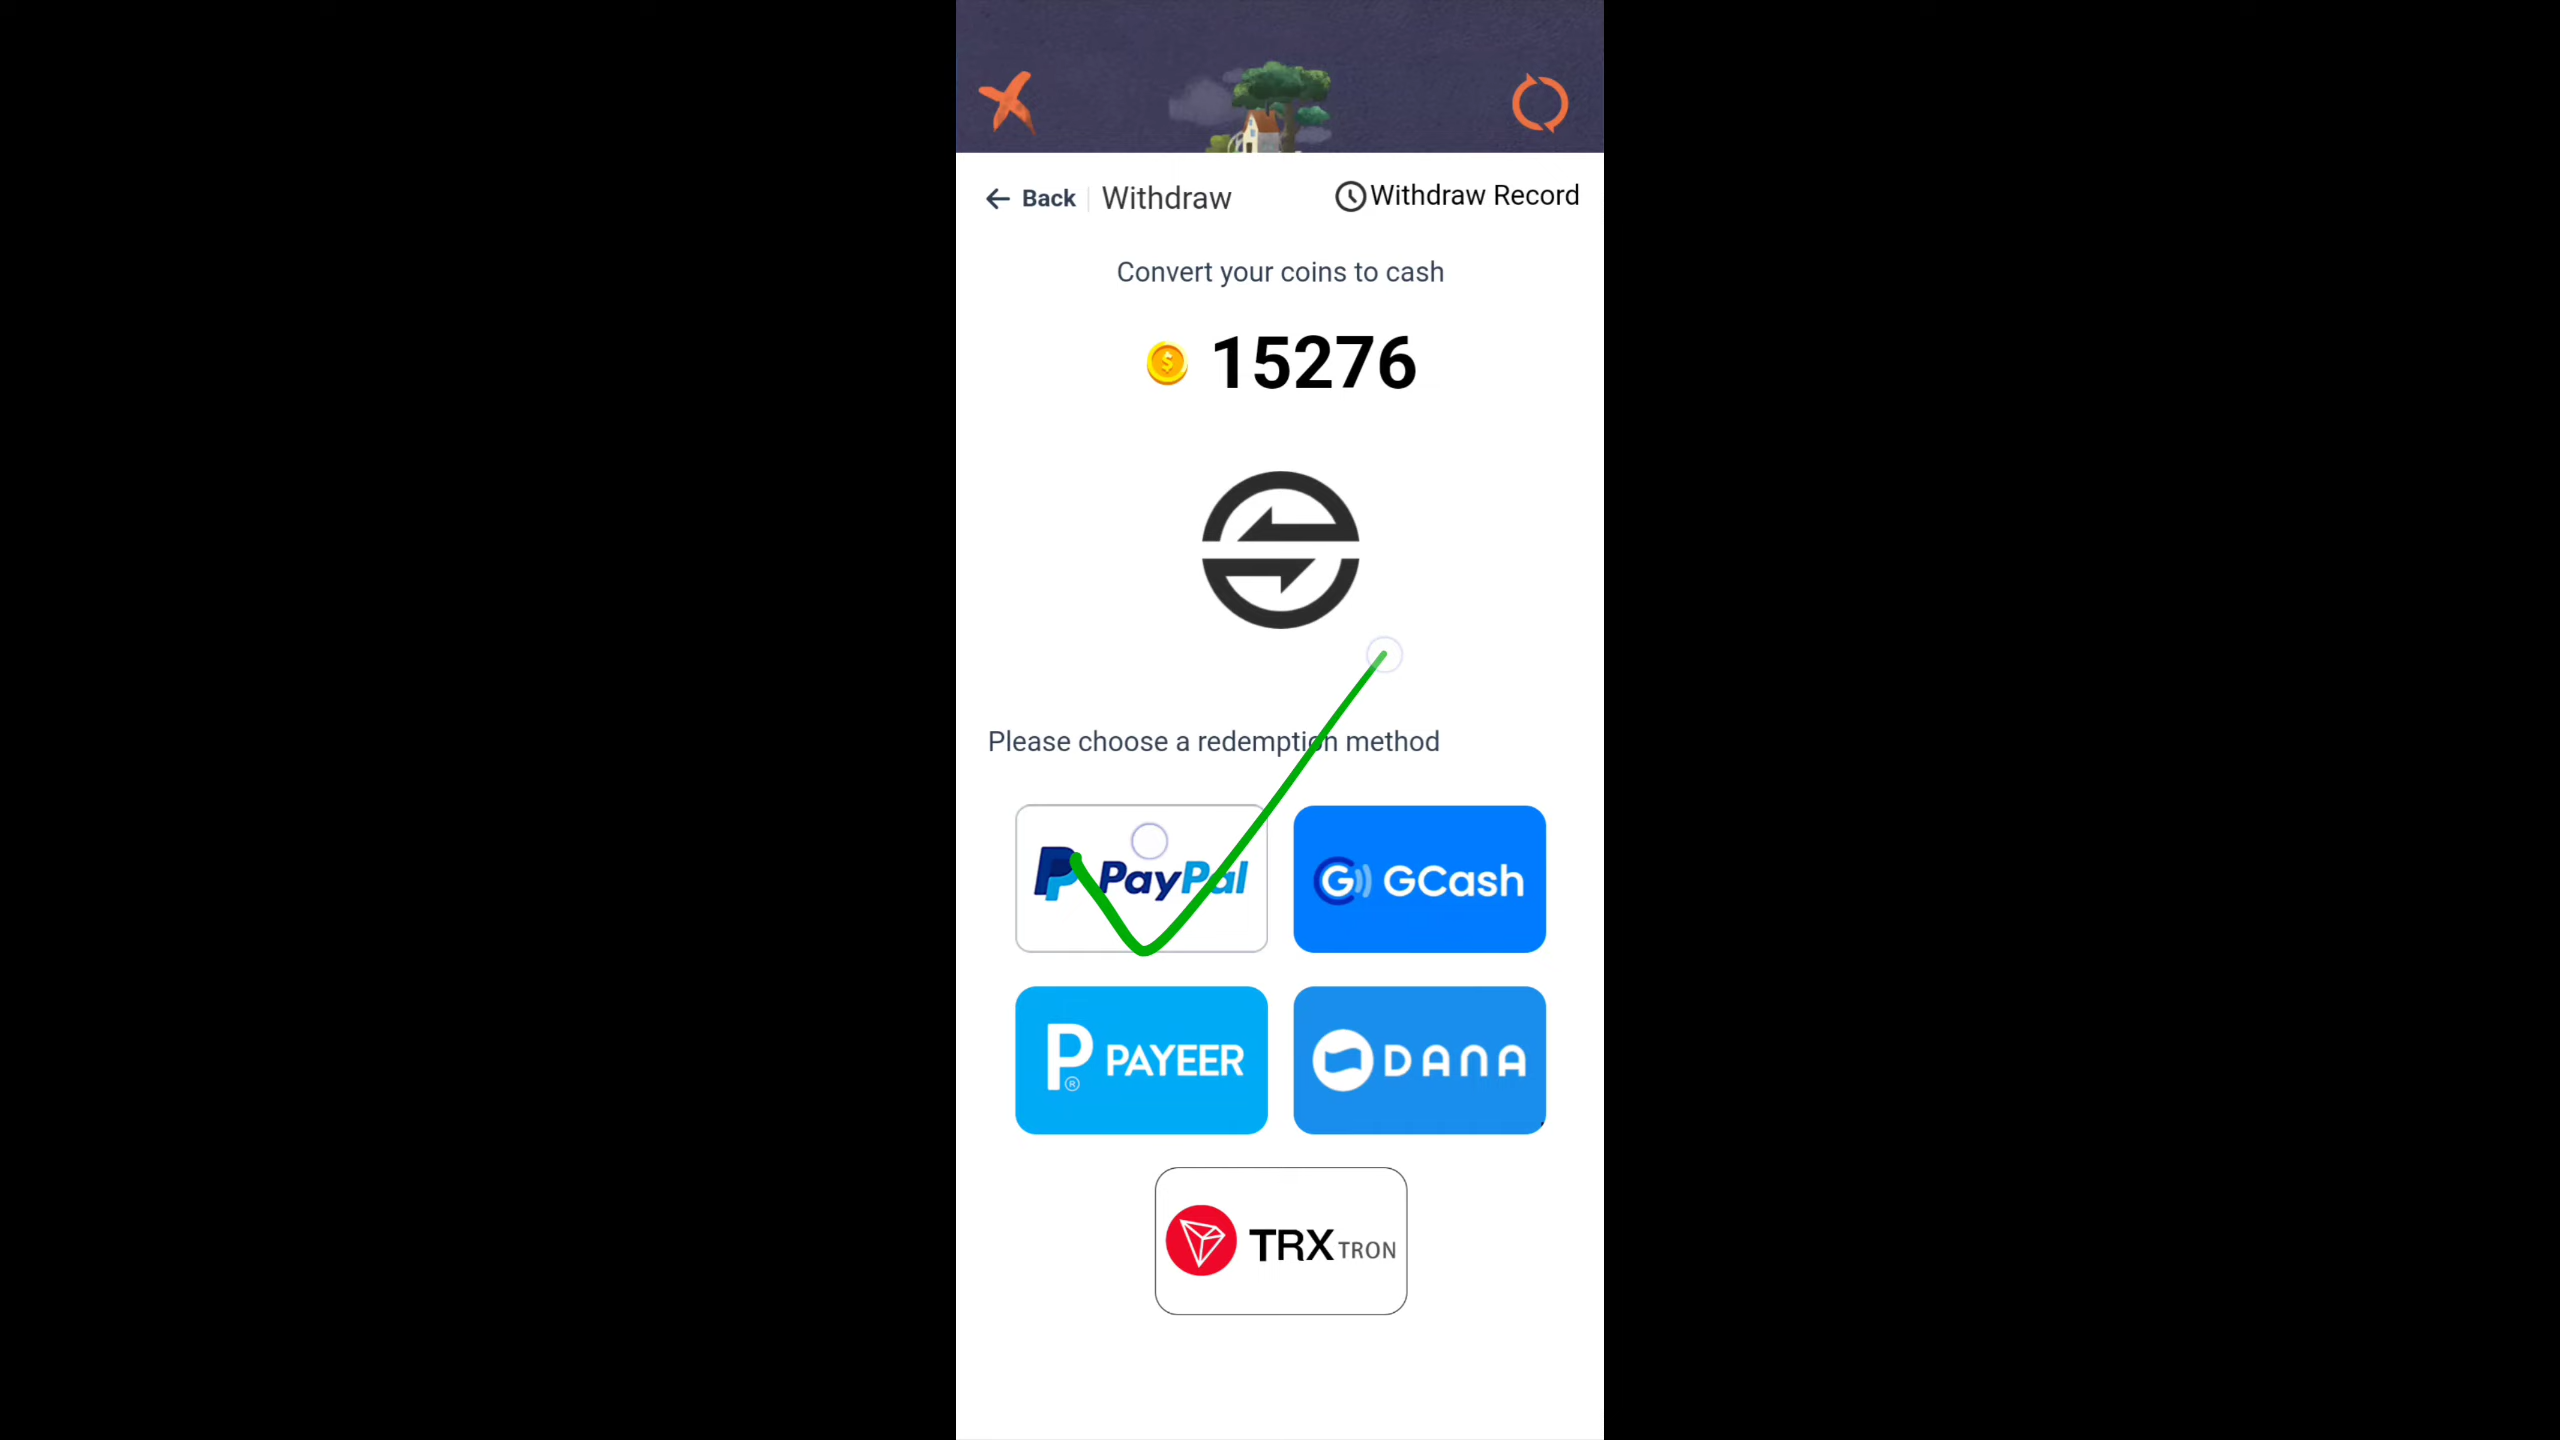 Back
Withdraw
Withdraw Record
Convert your coins to cash
15276
Please choose a redemption method
PayPal
G GCash
P® PAYEER
DANA
TRX TRON